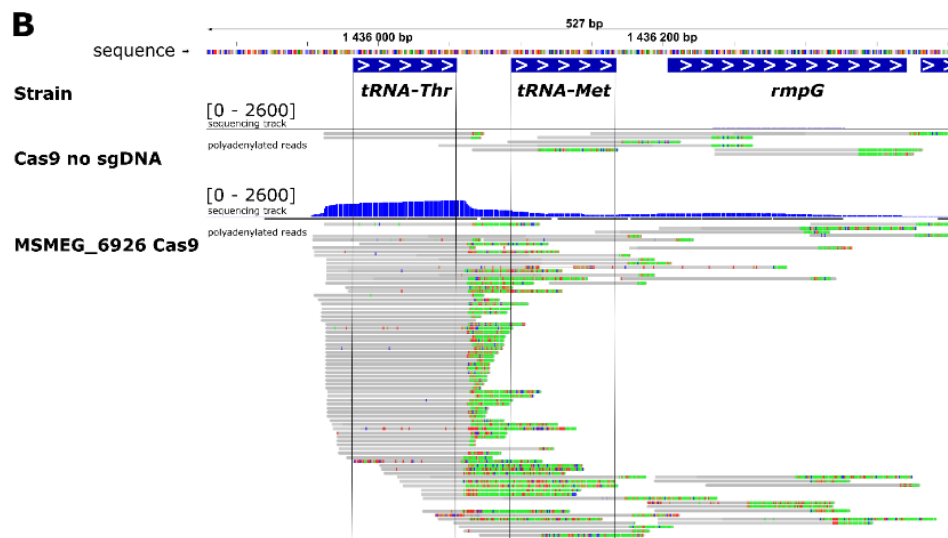 B
527 bp
1 436 000 bp 1 436 200 bp
sequence →
Strain
tRNA-Thr tRNA-Met rmpG
[0 - 2600]
sequencing track
polyadenylated reads
Cas9 no sgDNA
[0 - 2600]
sequencing track
polyadenylated reads
MSMEG_6926 Cas9